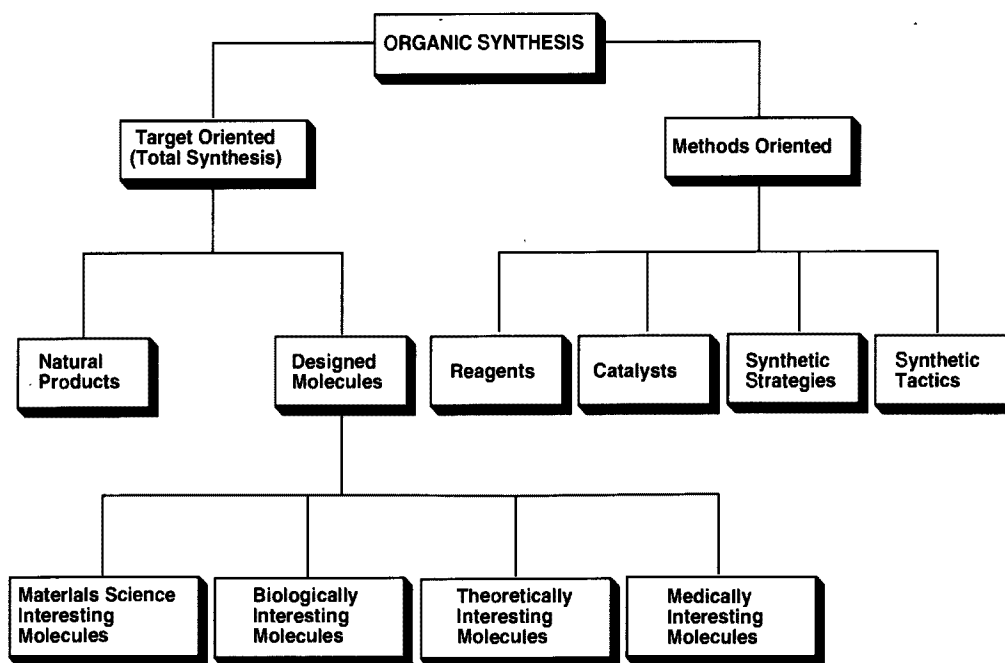 ORGANIC SYNTHESIS
Target Oriented
(Total Synthesis)
Methods Oriented
Natural
Products
Designed
Molecules
Reagents
Catalysts
Synthetic
Strategies
Synthetic
Tactics
Materials Science
Interesting
Molecules
Biologically
Interesting
Molecules
Theoretically
Interesting
Molecules
Medically
Interesting
Molecules